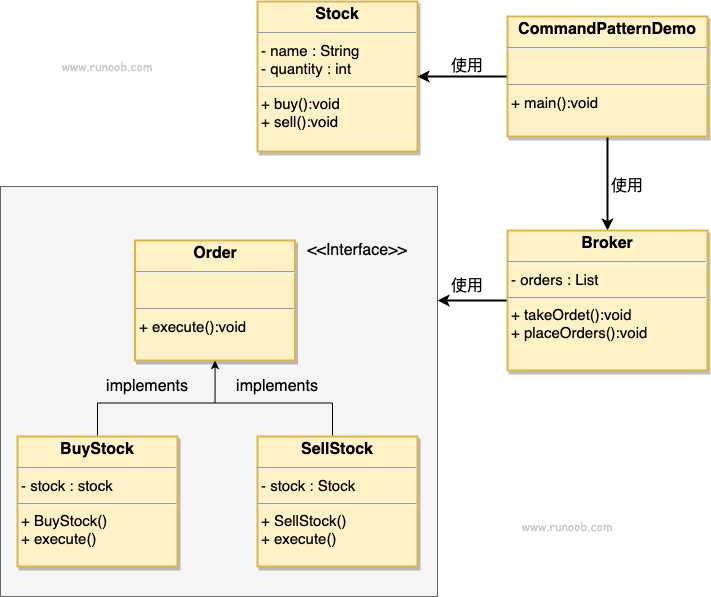 Stock
- name : String
- quantity : int
+ buy():void
+ sell():void
www.runoob.com
使用
CommandPatternDemo
+ main():void
使用
Broker
- orders : List
+ takeOrdet():void
+ placeOrders():void
使用
Order
<<Interface>>
+ execute():void
implements
implements
BuyStock
- stock : stock
+ BuyStock()
+ execute()
SellStock
- stock : Stock
+ SellStock()
+ execute()
www.runoob.com